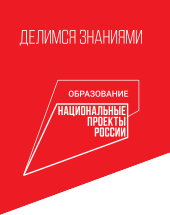 ДЕЛИМСЯ ЗНАНИЯМИ
ОБРАЗОВАНИЕ
НАЦИОНАЛЬНЫЕ
ПРОЕКТЫ
РОССИИ